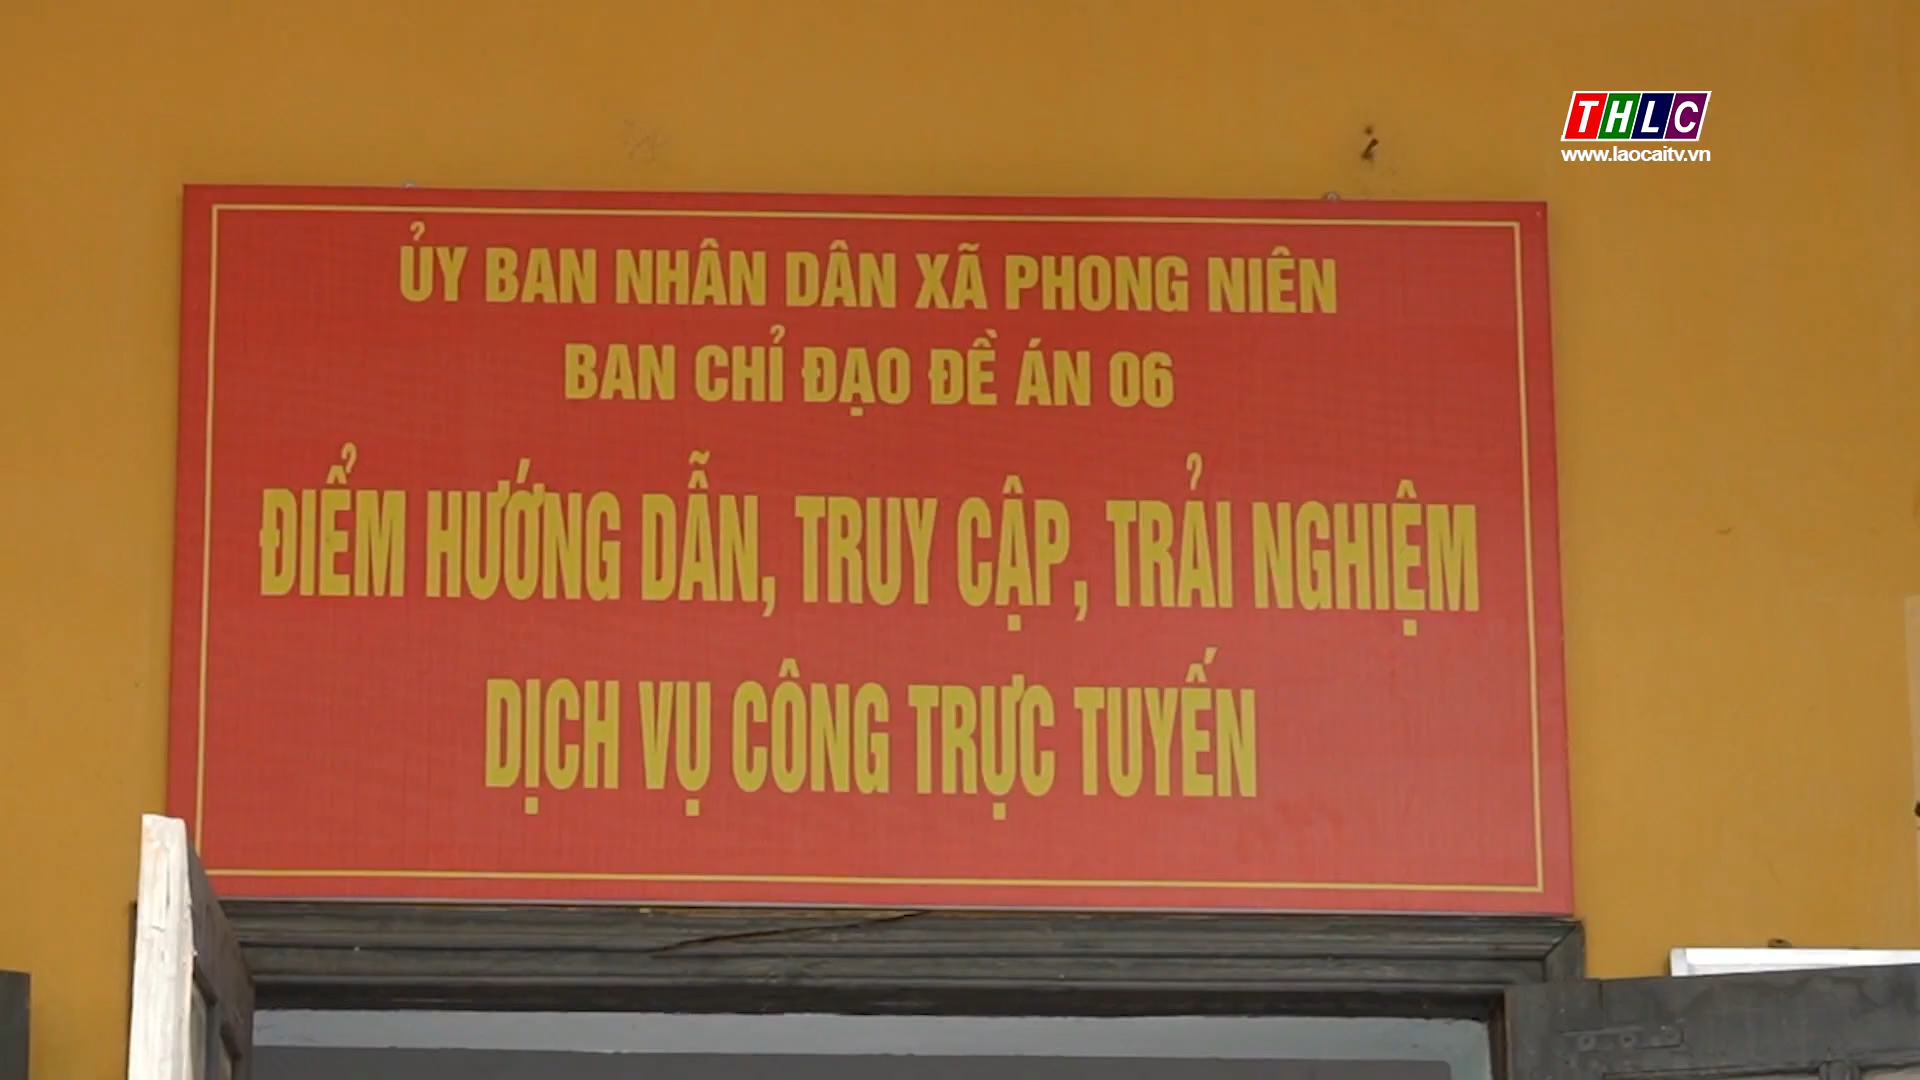 THLC
www.laocaitv.vn
ỦY BAN NHÂN DÂN XÃ PHONG NIÊN
BAN CHỈ ĐẠO ĐỀ ÁN 06
ĐIỂM HƯỚNG DẪN, TRUY CẬP, TRẢI NGHIỆM
DỊCH VỤ CÔNG TRỰC TUYẾN